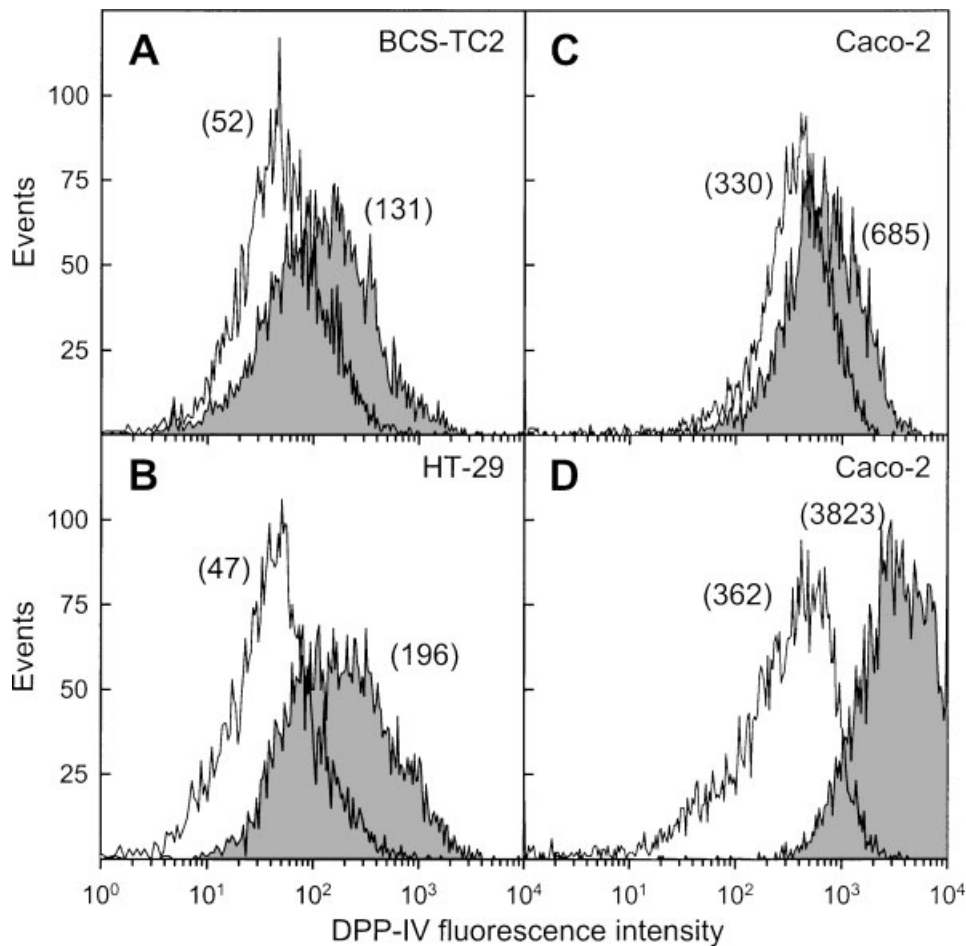 A
BCS-TC2
C
Caco-2
100
75
50
25
Events
(52)
(131)
(330)
(685)
B
HT-29
D
Caco-2
100
75
50
25
Events
(47)
(196)
(362)
(3823)
10⁰ 10¹ 10² 10³ 10⁴ 10¹ 10² 10³ 10⁴
DPP-IV fluorescence intensity